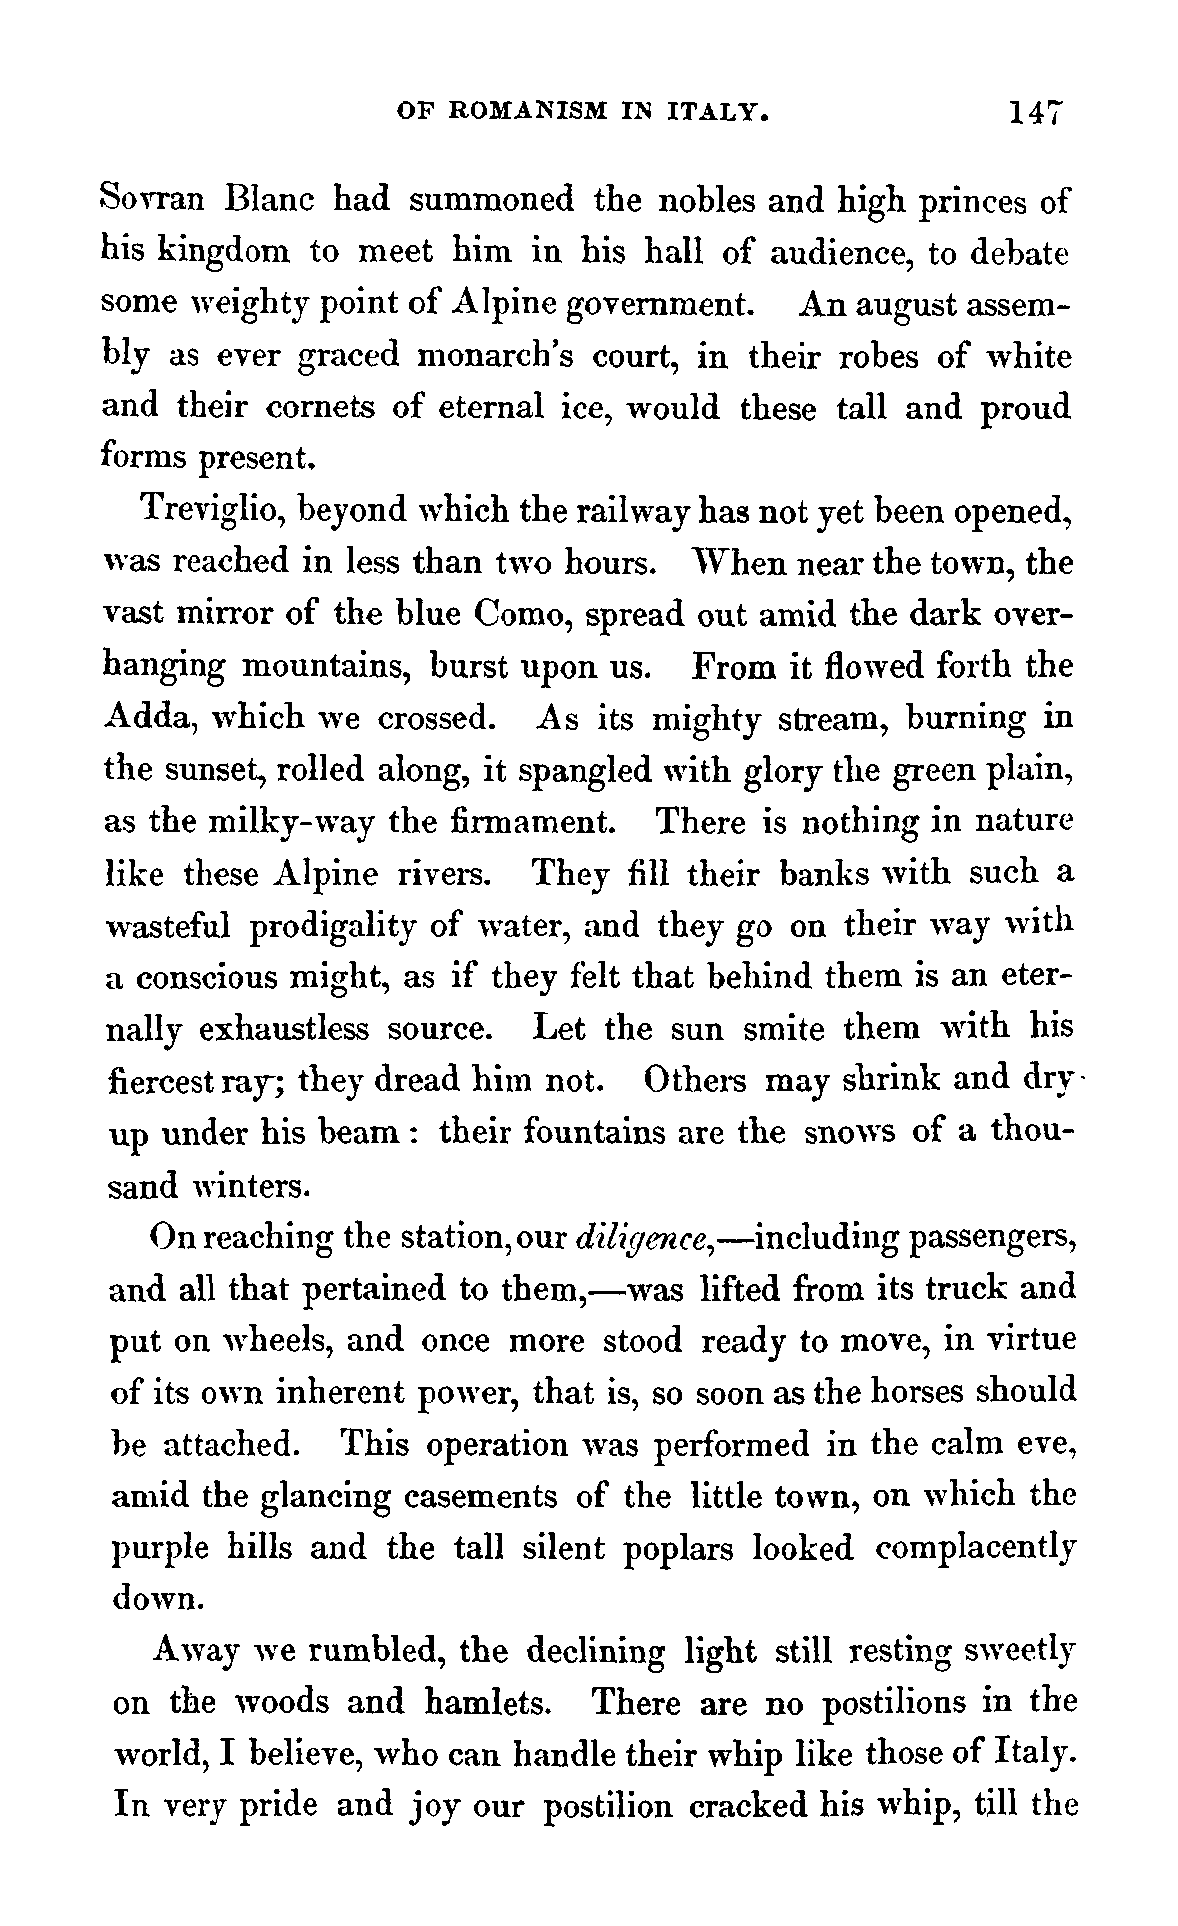 OF ROMANISM IN ITALY. 147
Sovran Blanc had summoned the nobles and high princes of
his kingdom to meet him in his hall of audience, to debate
some weighty point of Alpine government. An august assem-
bly as ever graced monarch's court, in their robes of white
and their cornets of eternal ice, would these tall and proud
forms present.
Treviglio, beyond which the railway has not yet been opened,
was reached in less than two hours. When near the town, the
vast mirror of the blue Como, spread out amid the dark over-
hanging mountains, burst upon us. From it flowed forth the
Adda, which we crossed. As its mighty stream, burning in
the sunset, rolled along, it spangled with glory the green plain,
as the milky-way the firmament. There is nothing in nature
like these Alpine rivers. They fill their banks with such a
wasteful prodigality of water, and they go on their way with
a conscious might, as if they felt that behind them is an eter-
nally exhaustless source. Let the sun smite them with his
fiercest ray; they dread him not. Others may shrink and dry-
up under his beam : their fountains are the snows of a thou-
sand winters.
On reaching the station, our diligence,—including passengers,
and all that pertained to them,—was lifted from its truck and
put on wheels, and once more stood ready to move, in virtue
of its own inherent power, that is, so soon as the horses should
be attached. This operation was performed in the calm eve,
amid the glancing casements of the little town, on which the
purple hills and the tall silent poplars looked complacently
down.
Away we rumbled, the declining light still resting sweetly
on the woods and hamlets. There are no postilions in the
world, I believe, who can handle their whip like those of Italy.
In very pride and joy our postilion cracked his whip, till the